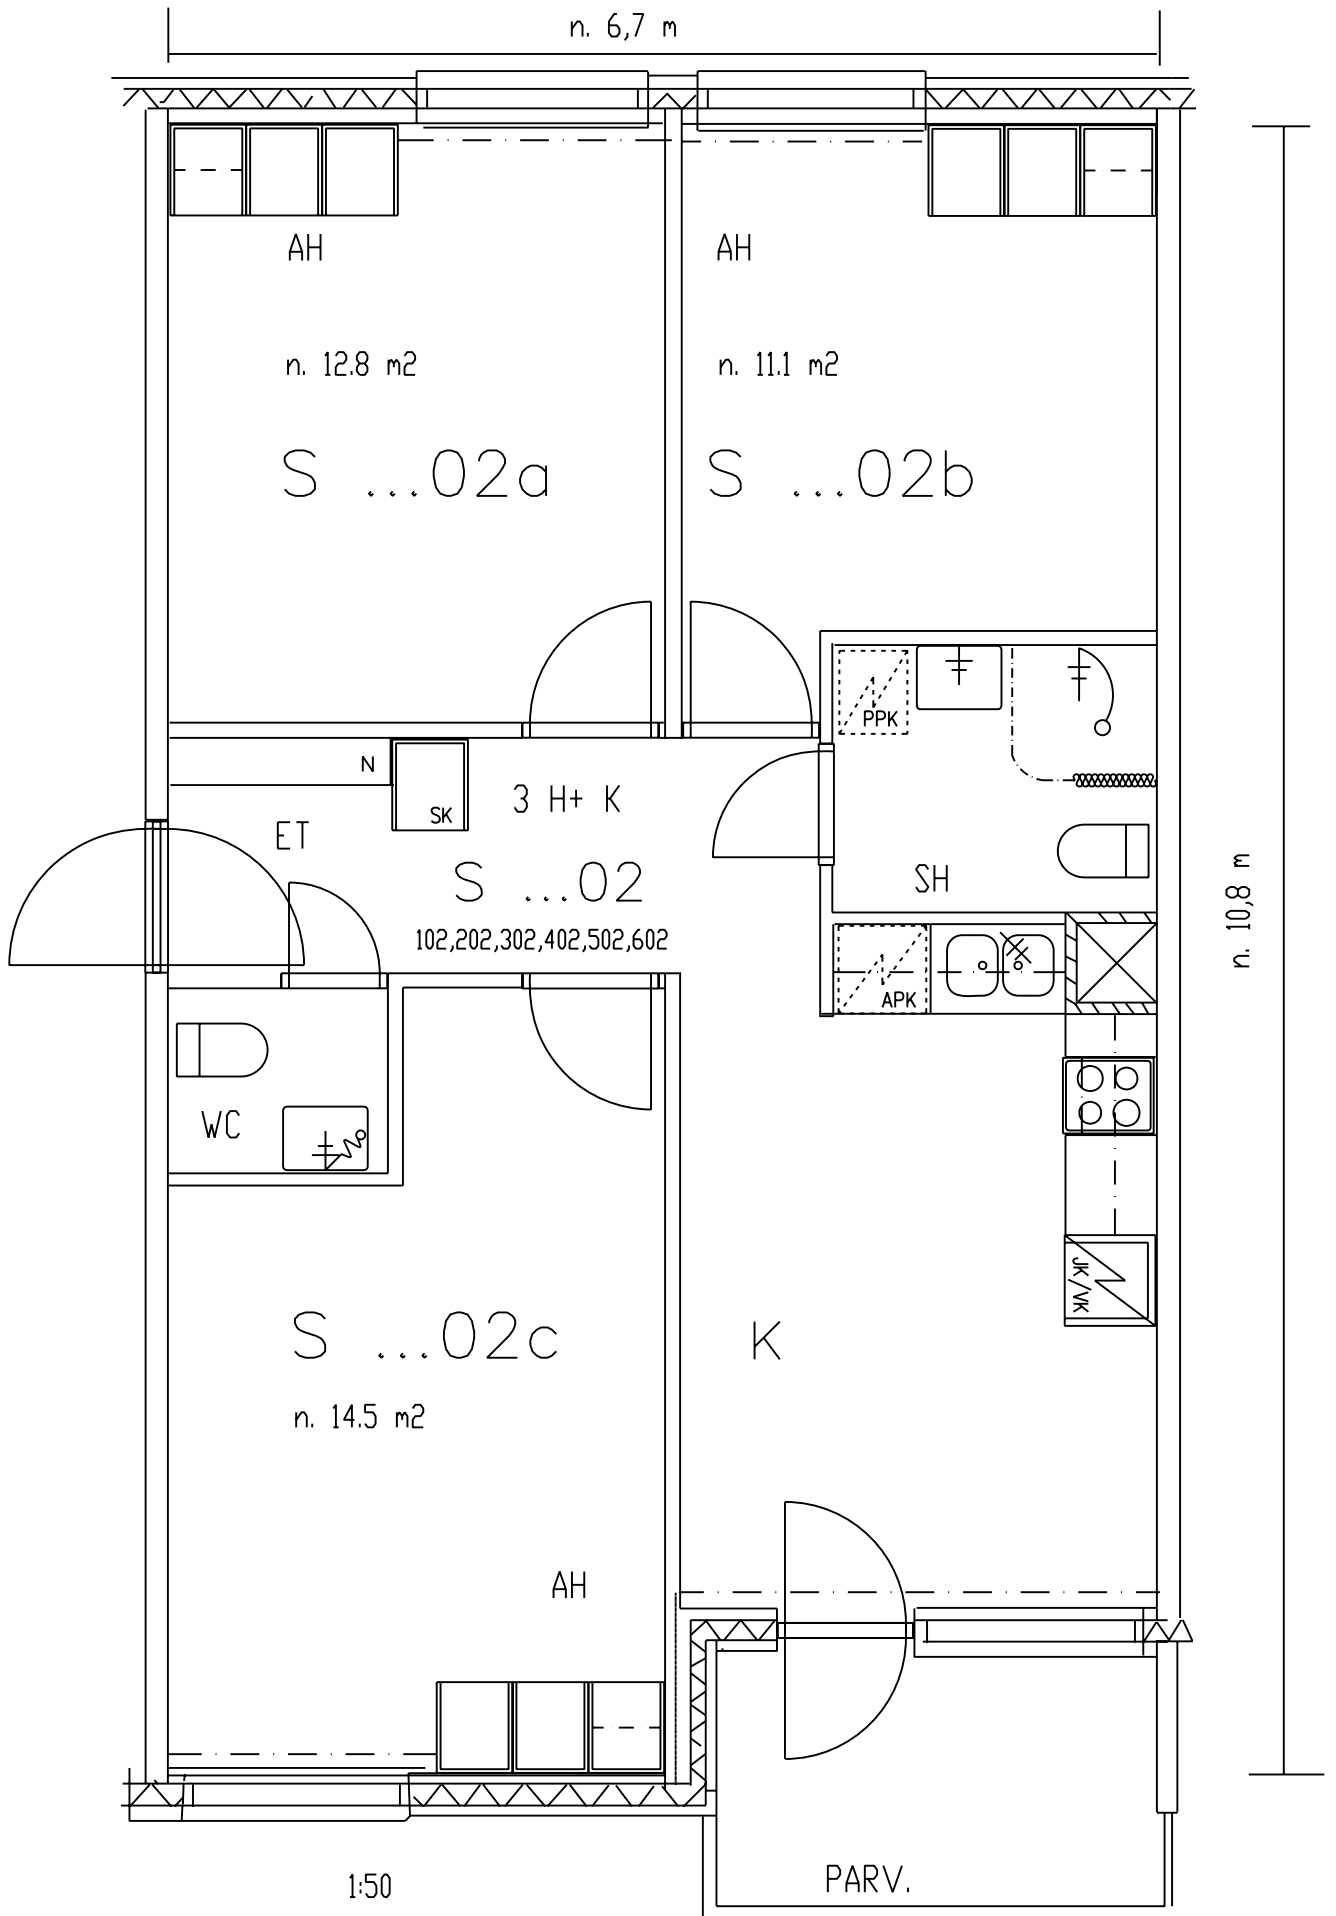 n. 6,7 m
AH
AH
n. 12.8 m2
n. 11.1 m2
S ...02a
S ...02b
PPK
N
SK
3 H+ K
ET
S ...02
SH
102,202,302,402,502,602
n. 10,8 m
APK
WC
JK/VK
S ...02c
K
n. 14.5 m2
AH
PARV.
1:50